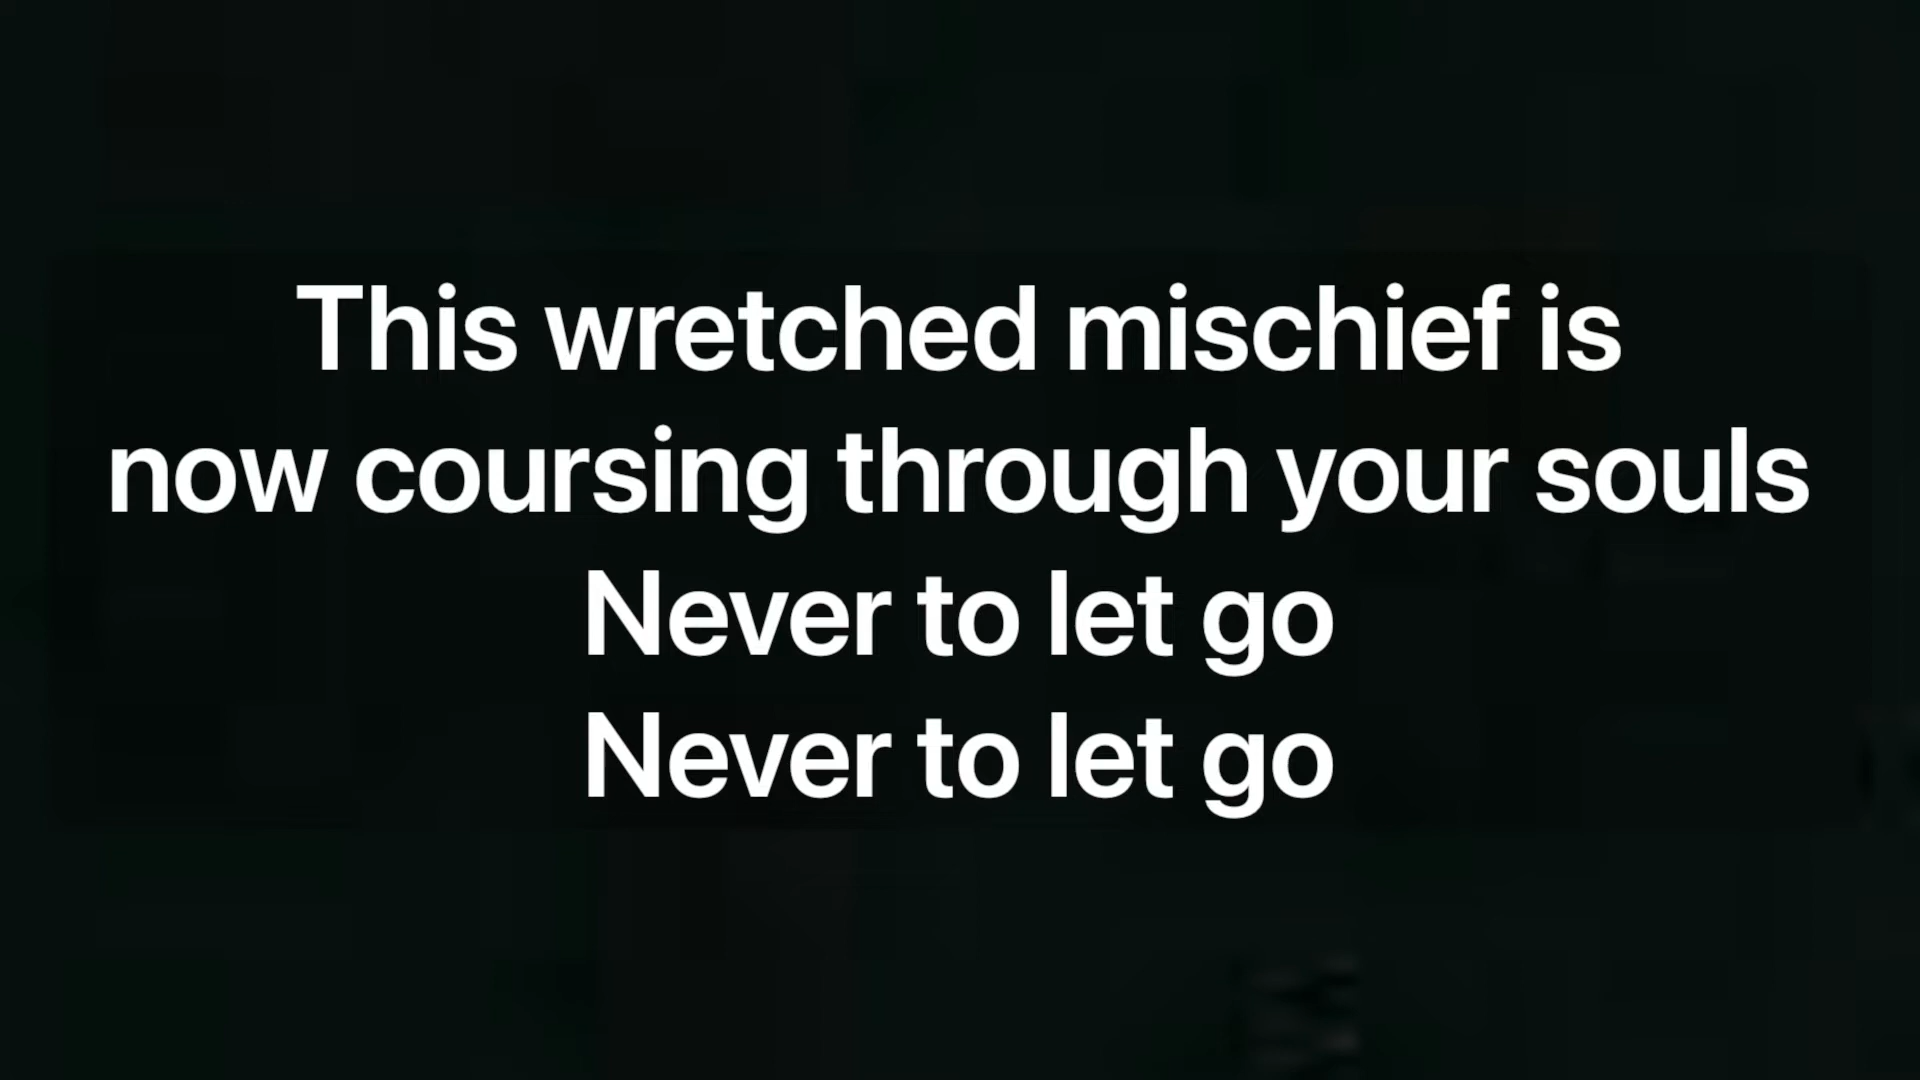 This wretched mischief is
now coursing through your souls
Never to let go
Never to let go